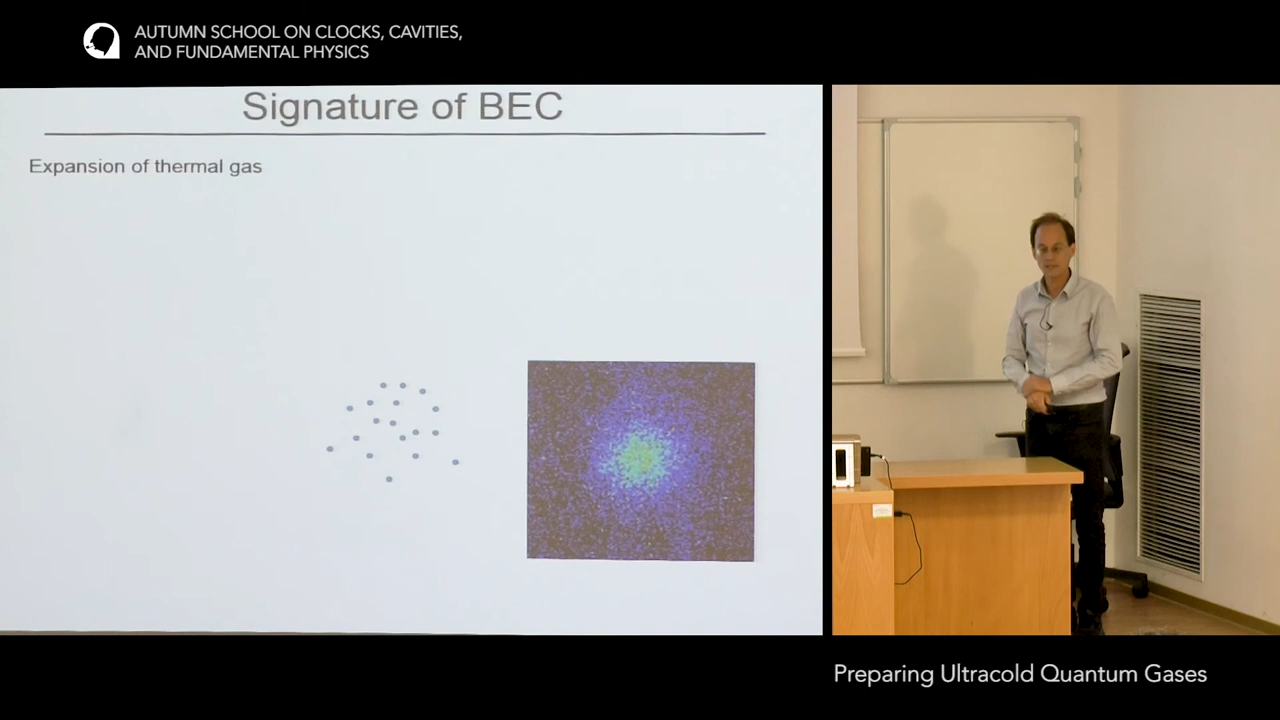 AUTUMN SCHOOL ON CLOCKS, CAVITIES,
AND FUNDAMENTAL PHYSICS
Signature of BEC
Expansion of thermal gas
Preparing Ultracold Quantum Gases